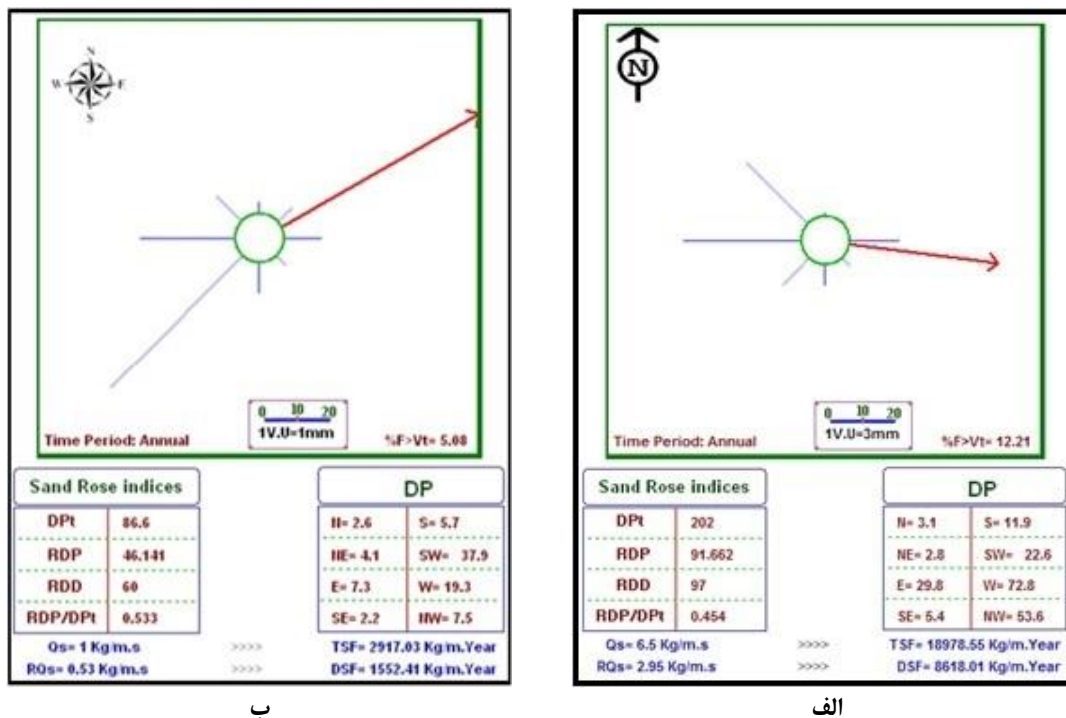 N
W E
S
0 10 20
1V.U=1mm
Time Period: Annual %F>Vt= 5.08
Sand Rose indices
DP
DPt 86.6
RDP 46.141
RDD 60
RDP/DPt 0.533
N= 2.6 S= 5.7
NE= 4.1 SW= 37.9
E= 7.3 W= 19.3
SE= 2.2 NW= 7.5
Qs= 1 Kg/m.s >>>> TSF= 2917.03 Kg/m.Year
RQs= 0.53 Kg/m.s >>>> DSF= 1552.41 Kg/m.Year
ب
N
0 10 20
1V.U=3mm
Time Period: Annual %F>Vt= 12.21
Sand Rose indices
DP
DPt 202
RDP 91.662
RDD 97
RDP/DPt 0.454
N= 3.1 S= 11.9
NE= 2.8 SW= 22.6
E= 29.8 W= 72.8
SE= 5.4 NW= 53.6
Qs= 6.5 Kg/m.s >>>> TSF= 18978.55 Kg/m.Year
RQs= 2.95 Kg/m.s >>>> DSF= 8618.01 Kg/m.Year
الف